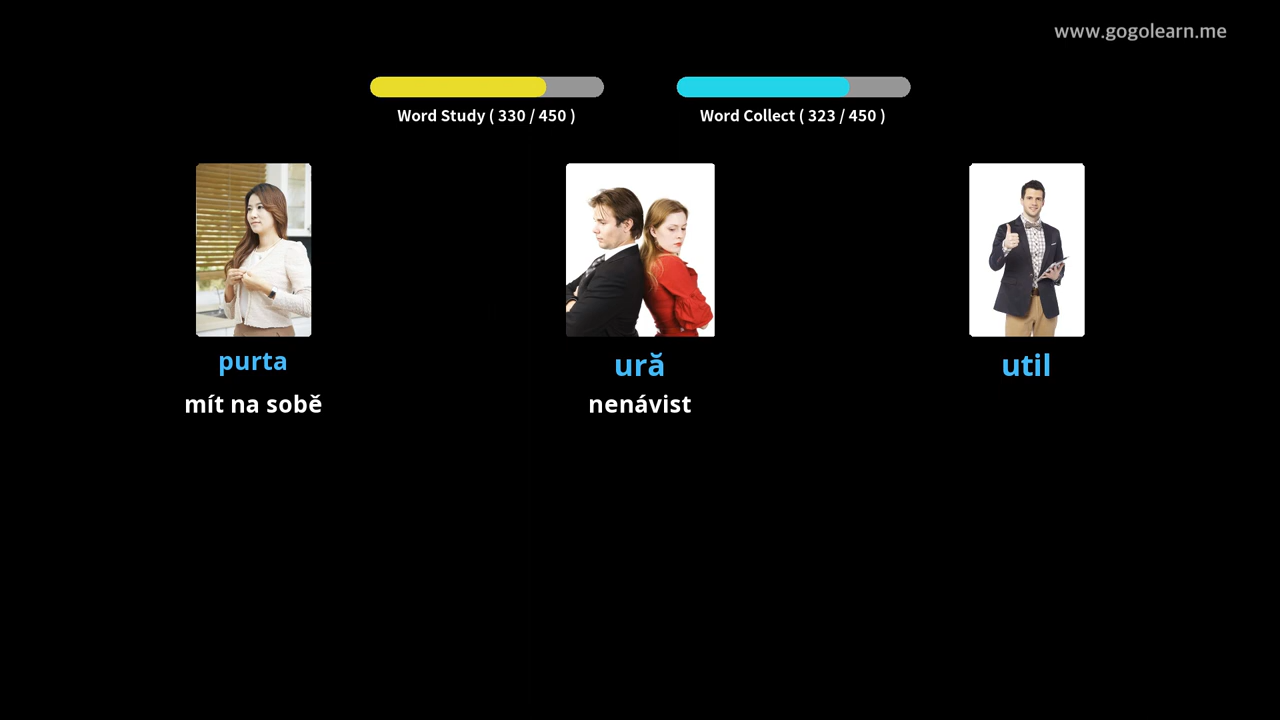 www.gogolearn.me
Word Study ( 330 / 450 )
Word Collect ( 323 / 450 )
purta
ură
util
mít na sobě
nenávist